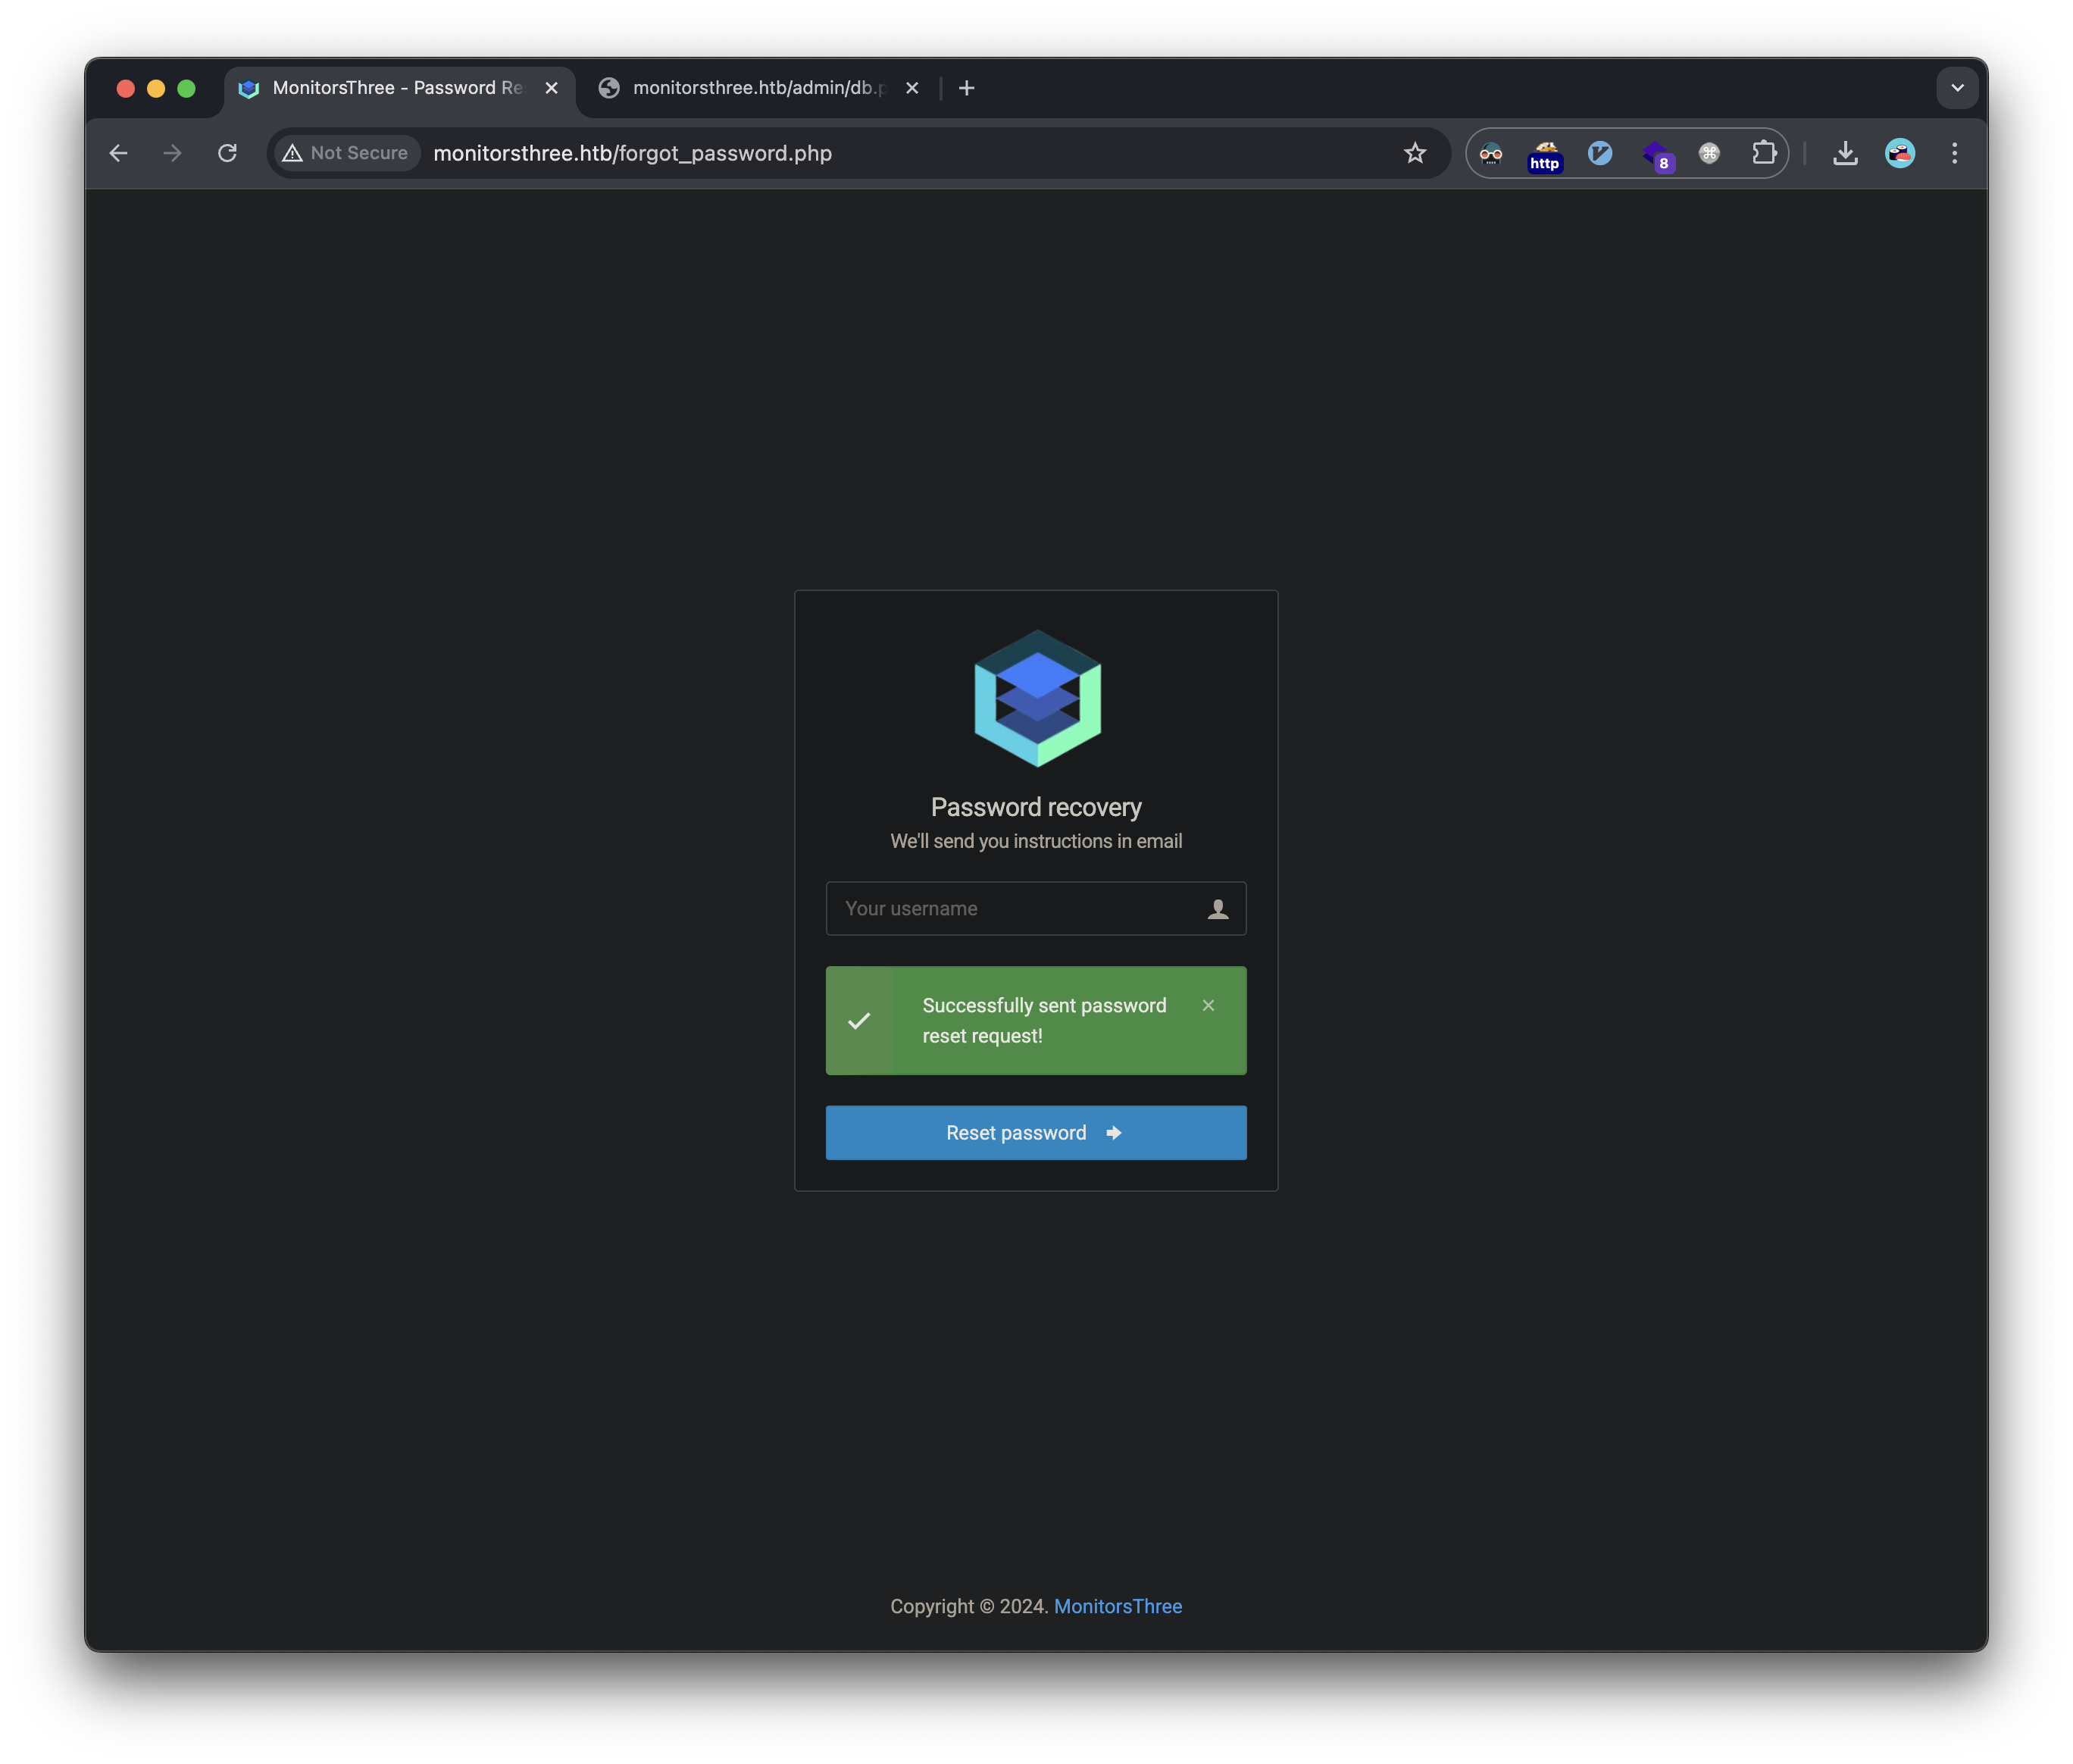 MonitorsThree - Password Re
monitorsthree.htb/admin/db.p
Not Secure
monitorsthree.htb/forgot_password.php
http
8
Password recovery
We'll send you instructions in email
Your username
Successfully sent password
reset request!
Reset password
Copyright © 2024. MonitorsThree